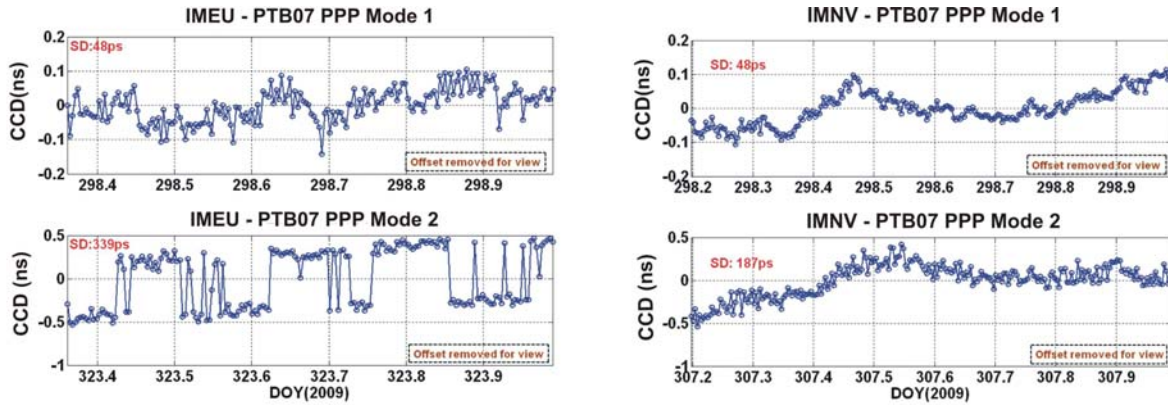 IMEU - PTB07 PPP Mode 1
CCD(ns)
0.2
0.1
0
-0.1
-0.2
SD:48ps
Offset removed for view
298.4 298.5 298.6 298.7 298.8 298.9
IMNV - PTB07 PPP Mode 1
CCD(ns)
0.2
0.1
0
-0.1
-0.2
SD: 48ps
Offset removed for view
298.2 298.3 298.4 298.5 298.6 298.7 298.8 298.9
IMEU - PTB07 PPP Mode 2
CCD (ns)
0.5
0
-0.5
-1
SD:339ps
Offset removed for view
323.4 323.5 323.6 323.7 323.8 323.9
DOY(2009)
IMNV - PTB07 PPP Mode 2
CCD (ns)
0.5
0
-0.5
-1
SD: 187ps
Offset removed for view
307.2 307.3 307.4 307.5 307.6 307.7 307.8 307.9
DOY(2009)